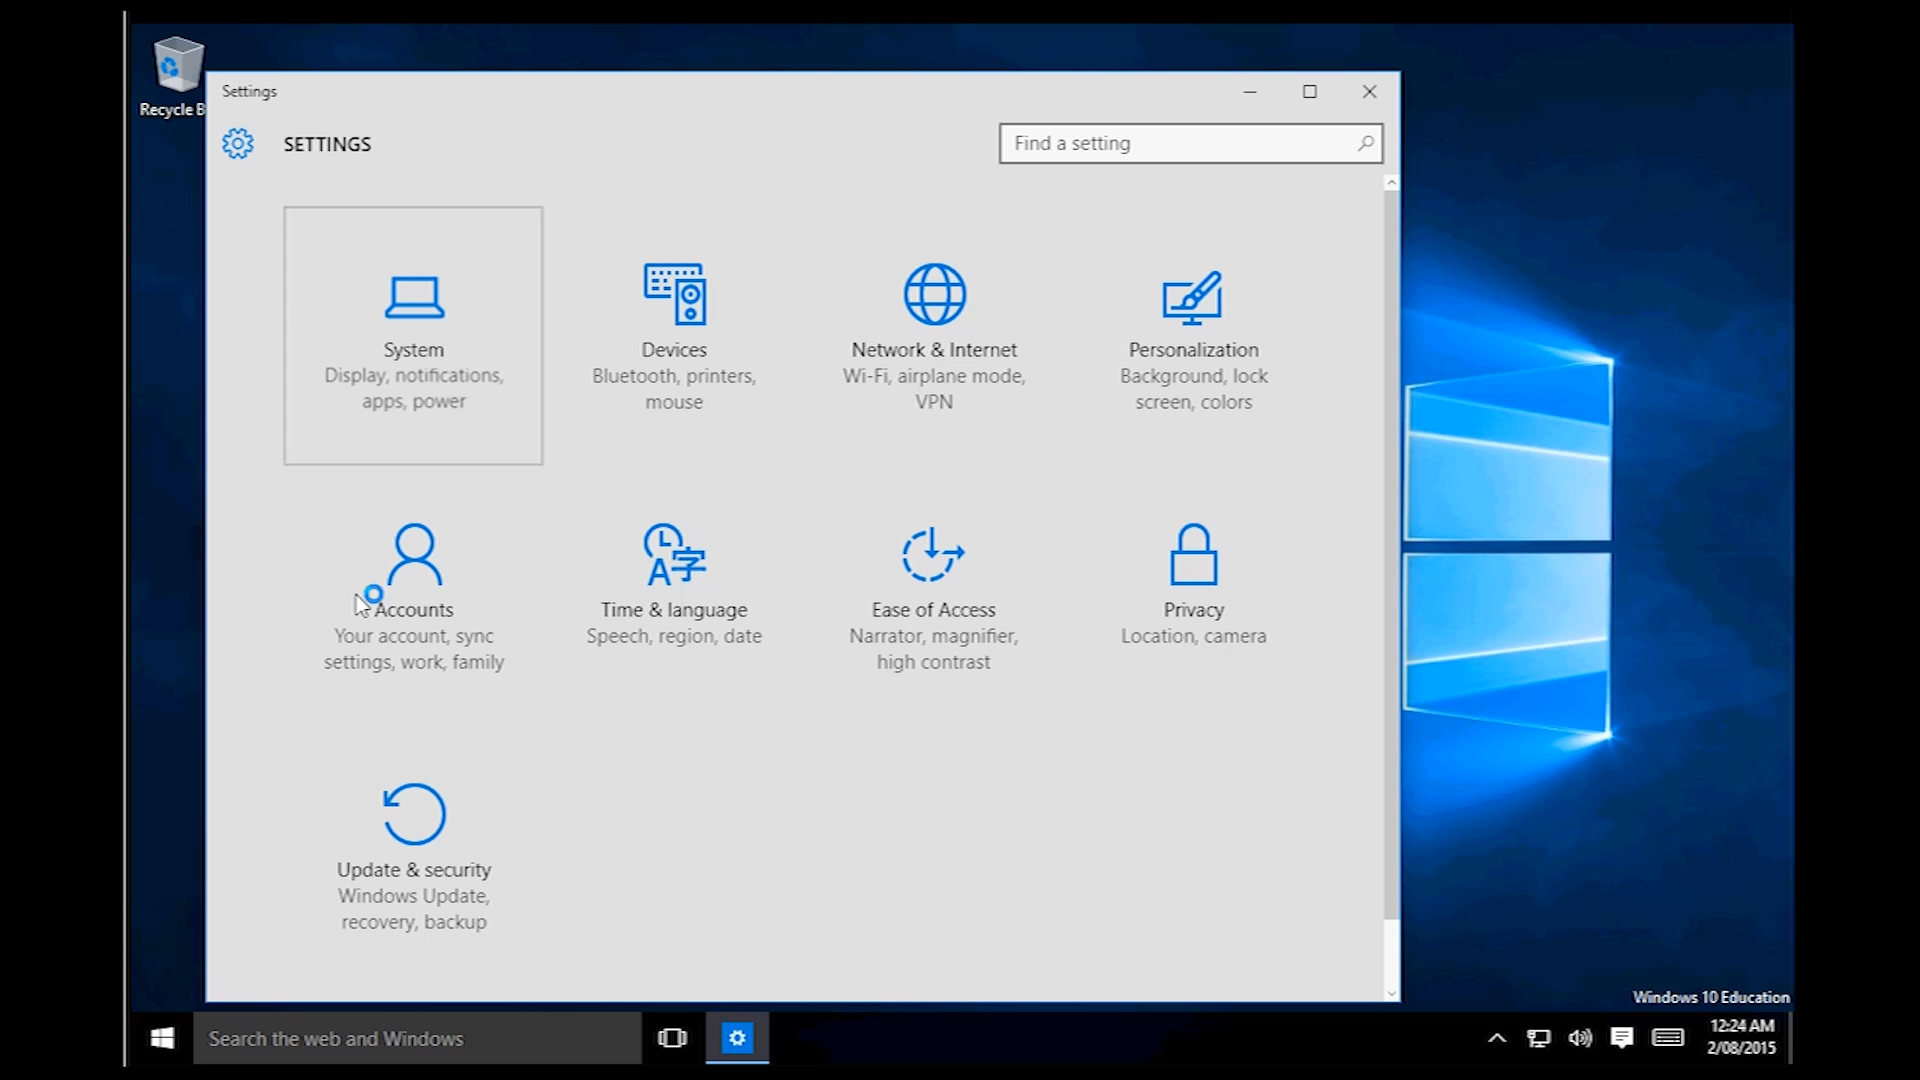 Recycle B
Settings
SETTINGS
Find a setting
System
Display, notifications,
apps, power
Devices
Bluetooth, printers,
mouse
Network & Internet
Wi-Fi, airplane mode,
VPN
Personalization
Background, lock
screen, colors
Accounts
Your account, sync
settings, work, family
Time & language
Speech, region, date
Ease of Access
Narrator, magnifier,
high contrast
Privacy
Location, camera
Update & security
Windows Update,
recovery, backup
Windows 10 Education
Search the web and Windows
12:24 AM
2/08/2015